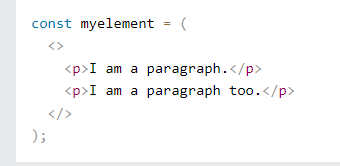 const myelement = (
  <>
    <p>I am a paragraph.</p>
    <p>I am a paragraph too.</p>
  </>
);